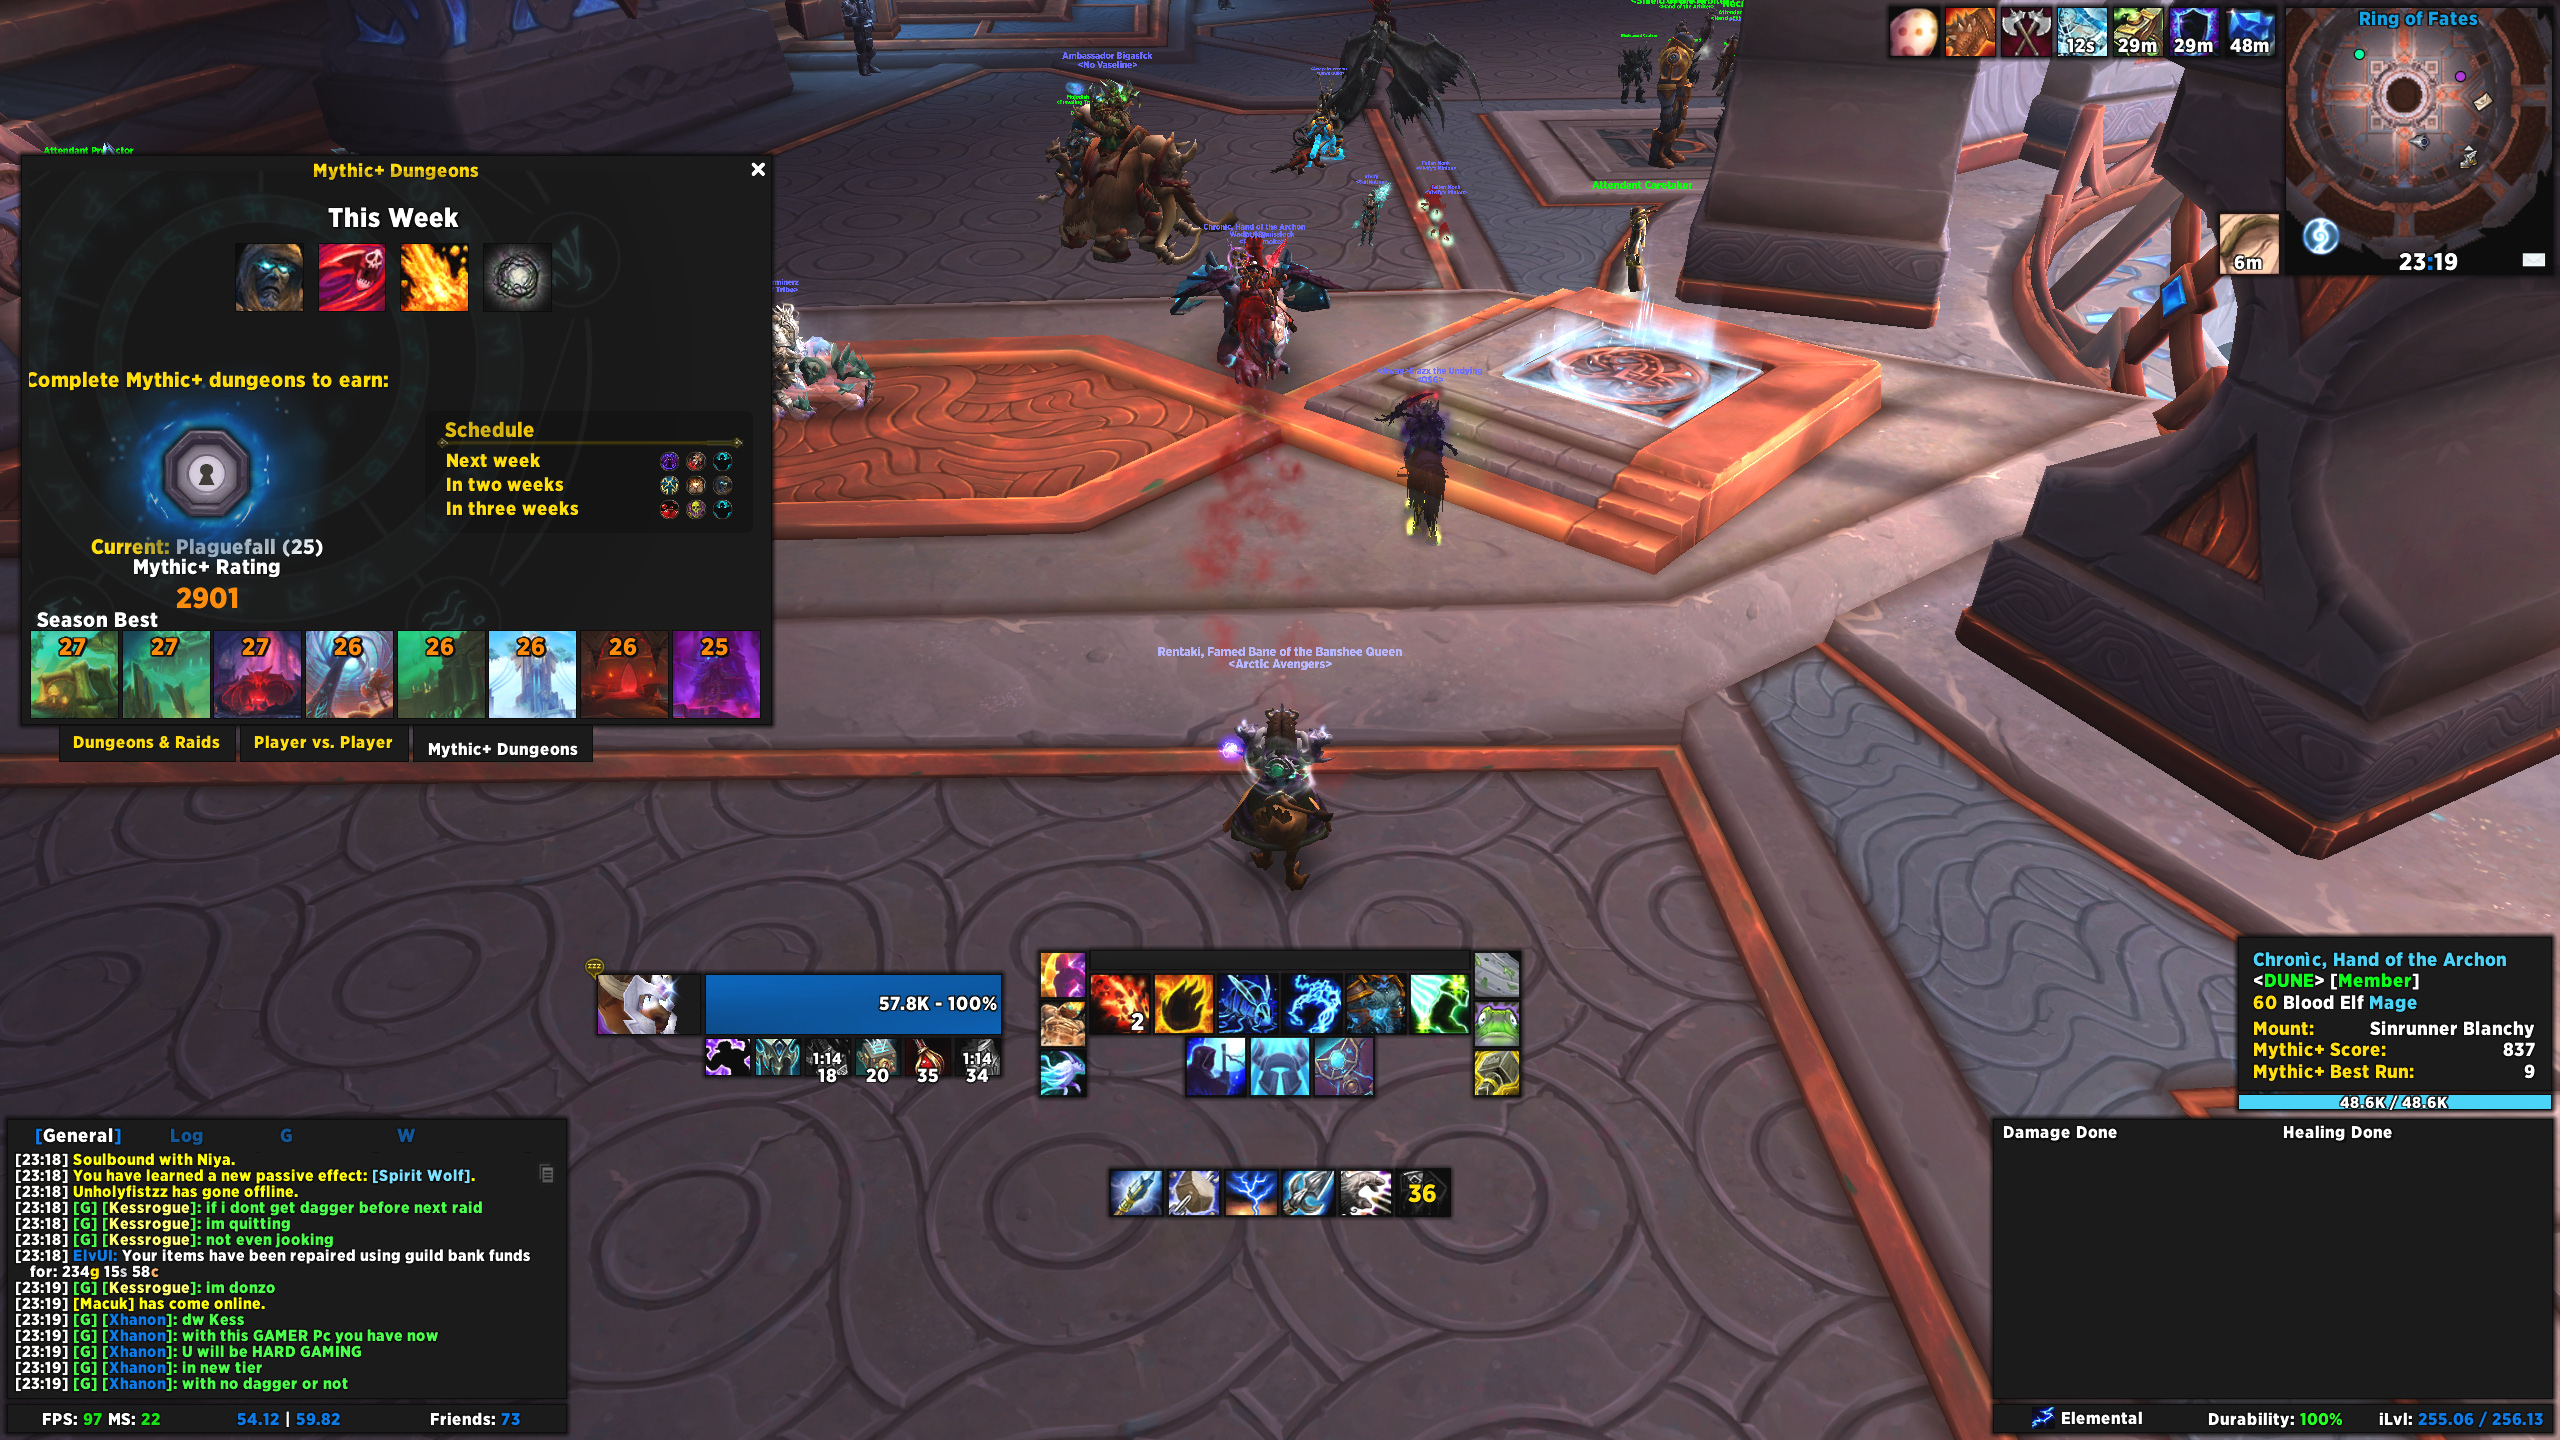 Ring of Fates
12s
29m
29m
48m
6m
23:19
Ambassador Bigasfck
<No Vaseline>
Attendant Protector
Attendant Caretaker
Mythic+ Dungeons
This Week
Complete Mythic+ dungeons to earn:
Schedule
Next week
In two weeks
In three weeks
Current: Plaguefall (25)
Mythic+ Rating
2901
Season Best
27 27 27 26 26 26 26 25
Dungeons & Raids
Player vs. Player
Mythic+ Dungeons
Chronic, Hand of the Archon
the Undying
Rentaki, Famed Bane of the Banshee Queen
<Arctic Avengers>
zzz
57.8K - 100%
1:14
18
20
35
1:14
34
2
36
Chronìc, Hand of the Archon
<DUNE> [Member]
60 Blood Elf Mage
Mount: Sinrunner Blanchy
Mythic+ Score: 837
Mythic+ Best Run: 9
48.6K / 48.6K
[General] Log G W
[23:18] Soulbound with Niya.
[23:18] You have learned a new passive effect: [Spirit Wolf].
[23:18] Unholyfistzz has gone offline.
[23:18] [G] [Kessrogue]: if i dont get dagger before next raid
[23:18] [G] [Kessrogue]: im quitting
[23:18] [G] [Kessrogue]: not even jooking
[23:18] ElvUI: Your items have been repaired using guild bank funds
for: 234g 15s 58c
[23:19] [G] [Kessrogue]: im donzo
[23:19] [Macuk] has come online.
[23:19] [G] [Xhanon]: dw Kess
[23:19] [G] [Xhanon]: with this GAMER Pc you have now
[23:19] [G] [Xhanon]: U will be HARD GAMING
[23:19] [G] [Xhanon]: in new tier
[23:19] [G] [Xhanon]: with no dagger or not
FPS: 97 MS: 22
54.12 | 59.82
Friends: 73
Damage Done
Healing Done
Elemental
Durability: 100%
iLvl: 255.06 / 256.13